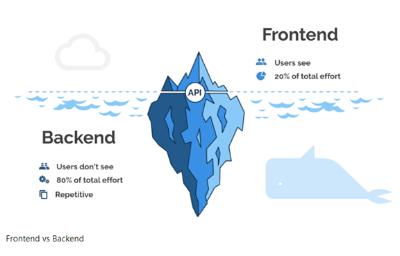 Frontend
Users see
20% of total effort
API
Backend
Users don't see
80% of total effort
Repetitive
Frontend vs Backend